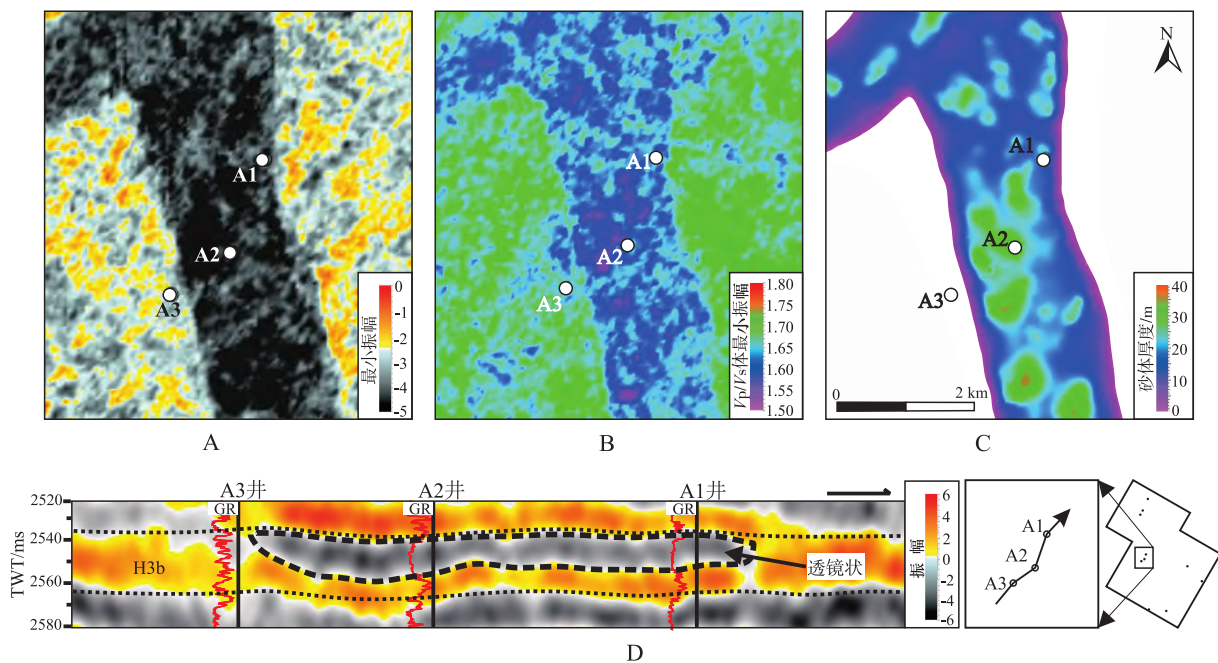 A1
A2
A3
0
-1
-2
-3
-4
-5
最小振幅
A
A1
A2
A3
1.80
1.75
1.70
1.65
1.60
1.55
1.50
Vp/Vs体最小振幅
B
N
A1
A2
A3
0 2 km
40
30
20
10
0
砂体厚度/m
C
A3井 A2井 A1井
GR GR GR
2520
2540
2560
2580
TWT/ms
H3b
透镜状
6
4
2
0
-2
-4
-6
振幅
A1
A2
A3
D